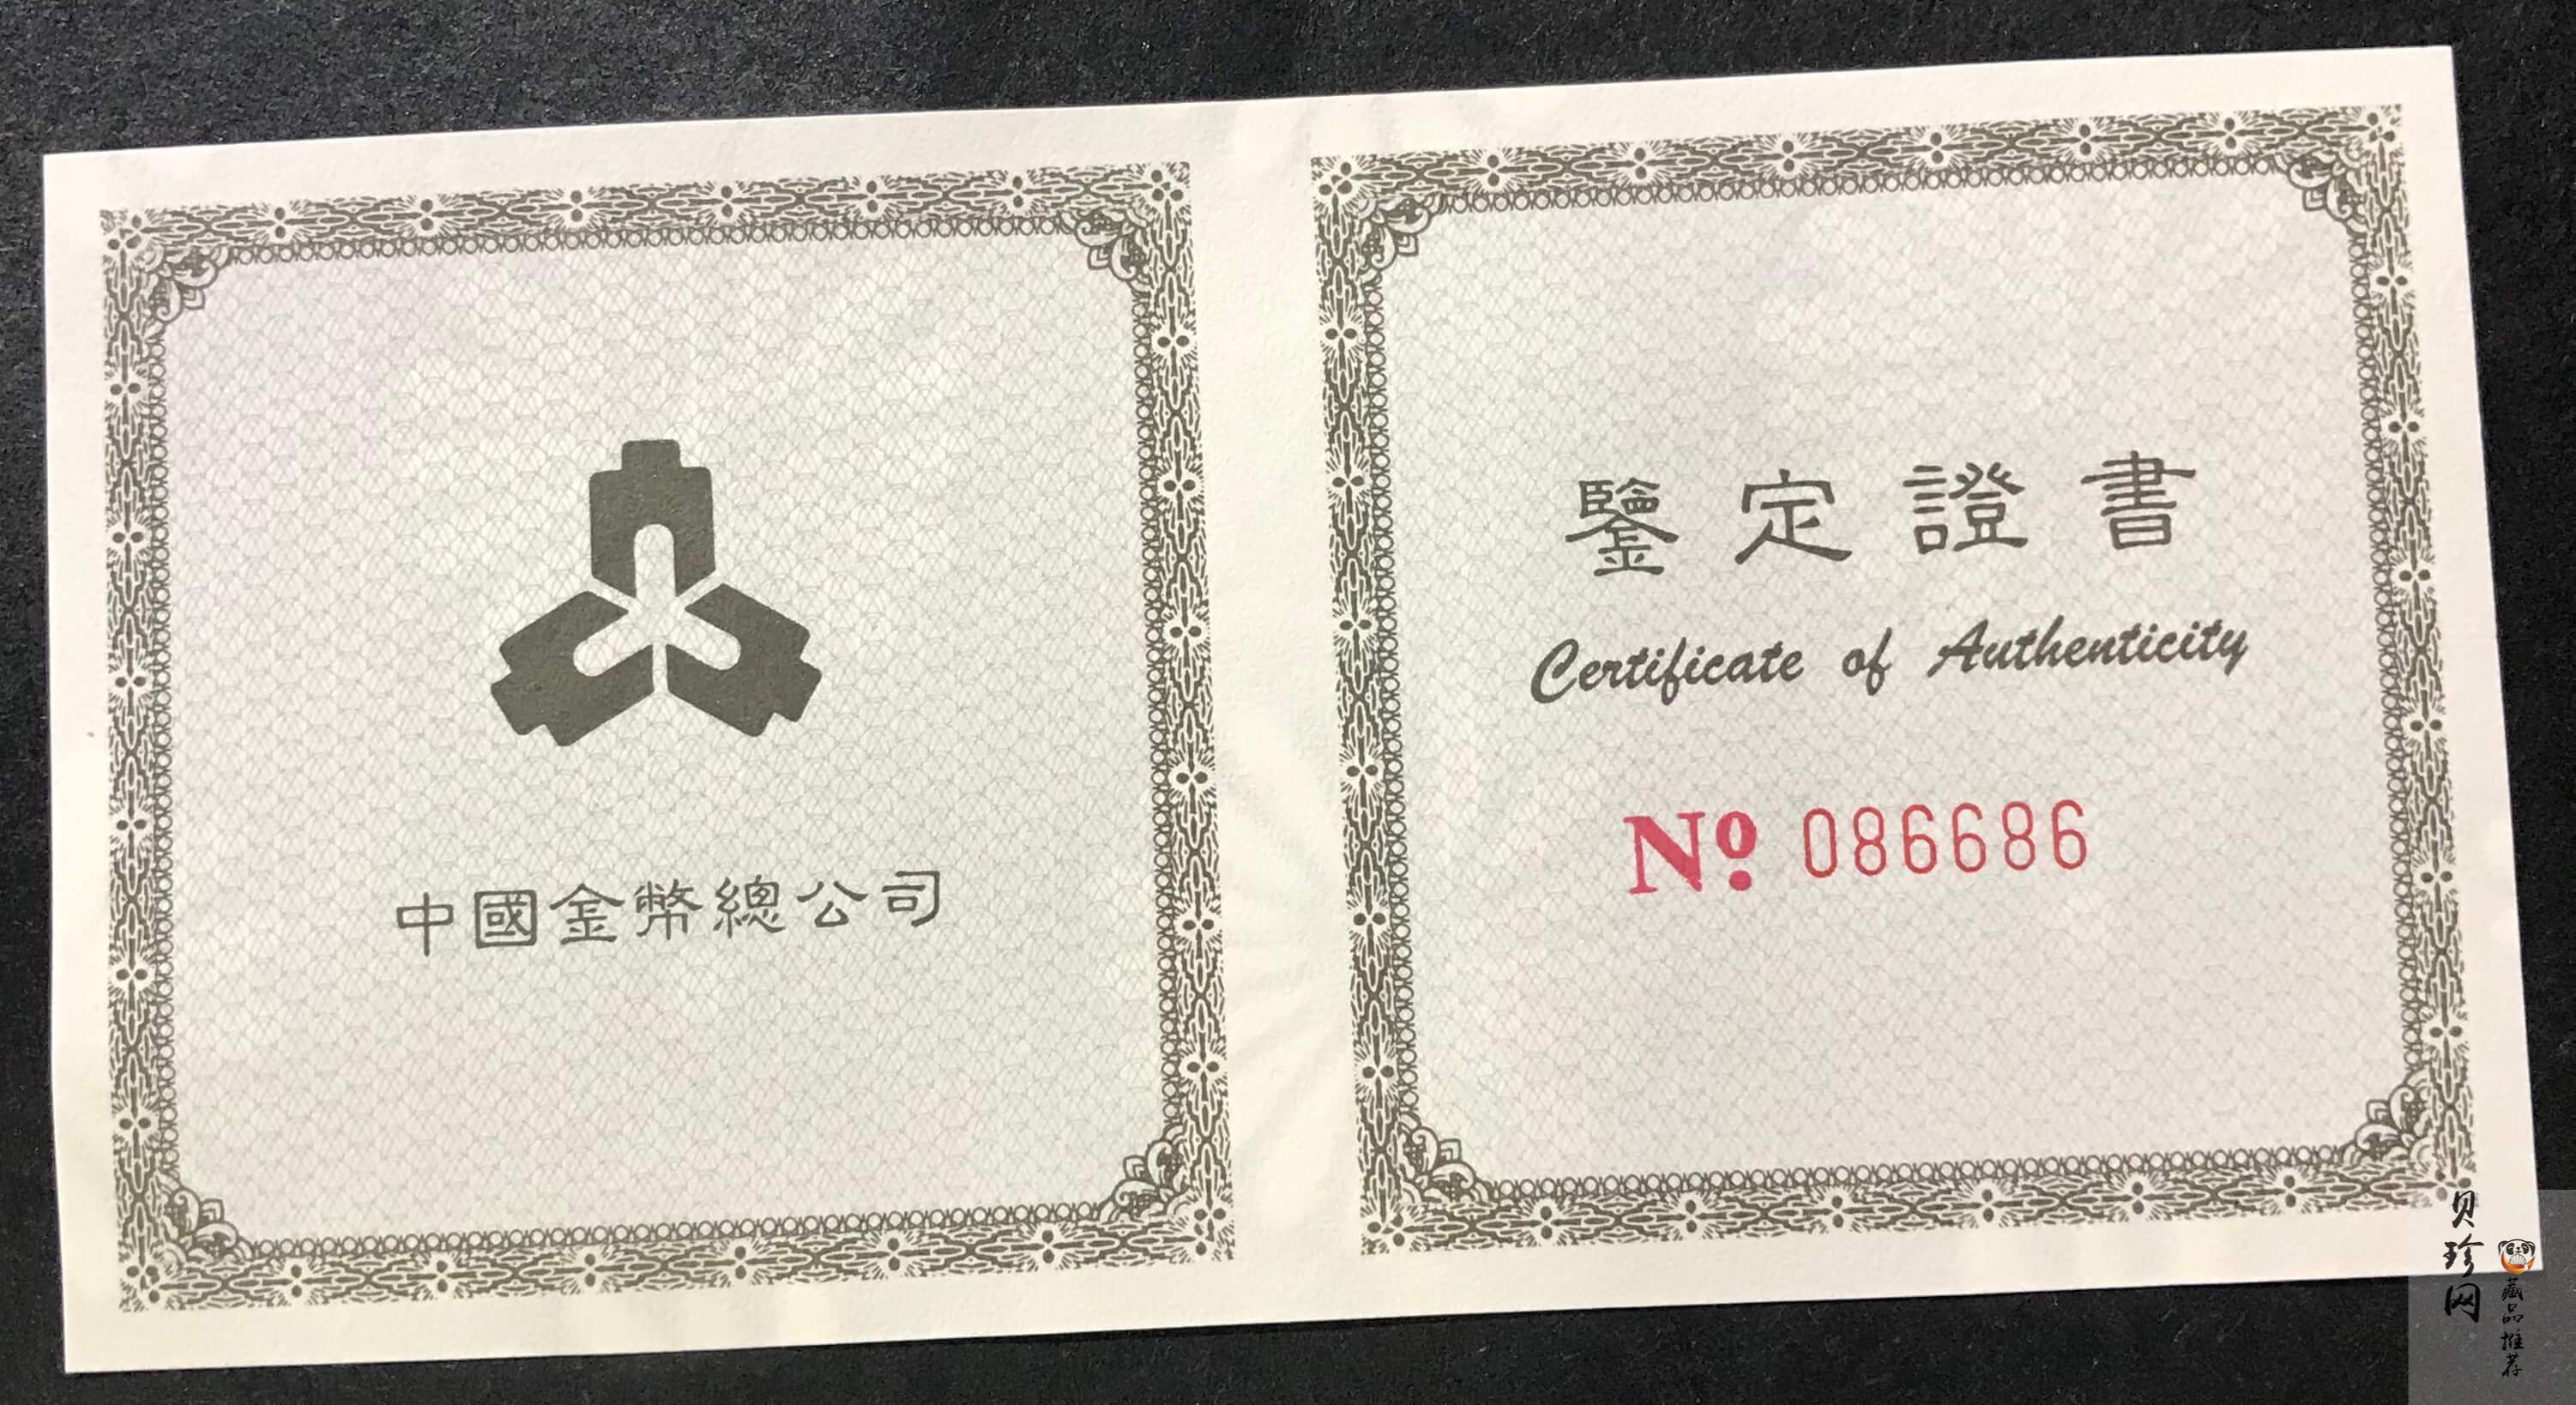 中國金幣總公司
鑒定證書
Certificate of Authenticity
Nº 086686
贝珍网
藏品推荐